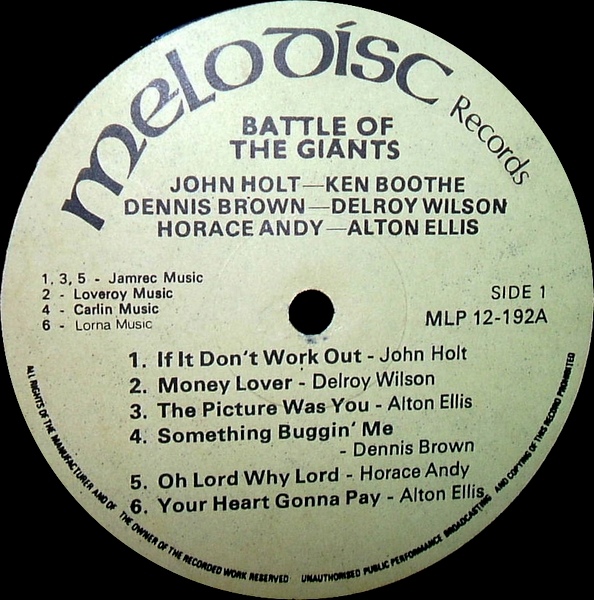 meloDísc Records
BATTLE OF
THE GIANTS
JOHN HOLT—KEN BOOTHE
DENNIS BROWN—DELROY WILSON
HORACE ANDY—ALTON ELLIS
1, 3, 5 - Jamrec Music
2 - Loveroy Music
4 - Carlin Music
6 - Lorna Music
SIDE 1
MLP 12-192A
1. If It Don't Work Out - John Holt
2. Money Lover - Delroy Wilson
3. The Picture Was You - Alton Ellis
4. Something Buggin' Me
- Dennis Brown
5. Oh Lord Why Lord - Horace Andy
6. Your Heart Gonna Pay - Alton Ellis
ALL RIGHTS OF THE MANUFACTURER AND OF THE OWNER OF THE RECORDED WORK RESERVED UNAUTHORISED PUBLIC PERFORMANCE BROADCASTING AND COPYING OF THIS RECORD PROHIBITED